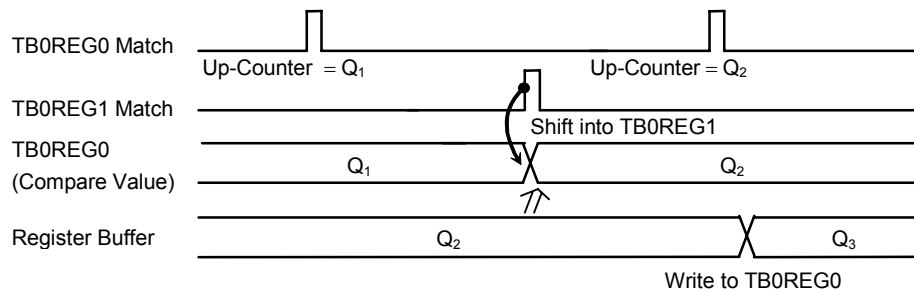 TB0REG0 Match
Up-Counter = Q₁
Up-Counter = Q₂
TB0REG1 Match
Shift into TB0REG1
TB0REG0
(Compare Value)
Q₁
Q₂
Register Buffer
Q₂
Q₃
Write to TB0REG0